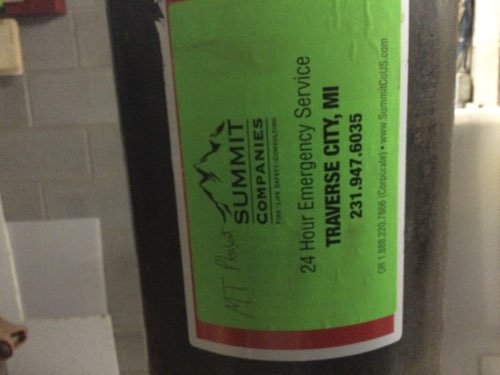 MT Pleasant
SUMMIT
COMPANIES
FIRE · LIFE SAFETY · CONSULTING
24 Hour Emergency Service
TRAVERSE CITY, MI
231.947.6035
OR 1 888.220.7866 (Corporate) • www.SummitCoUS.com